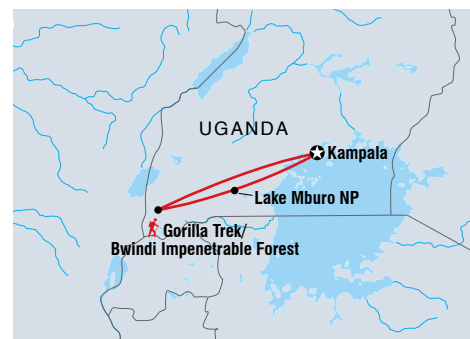 UGANDA
Kampala
Lake Mburo NP
Gorilla Trek/
Bwindi Impenetrable Forest